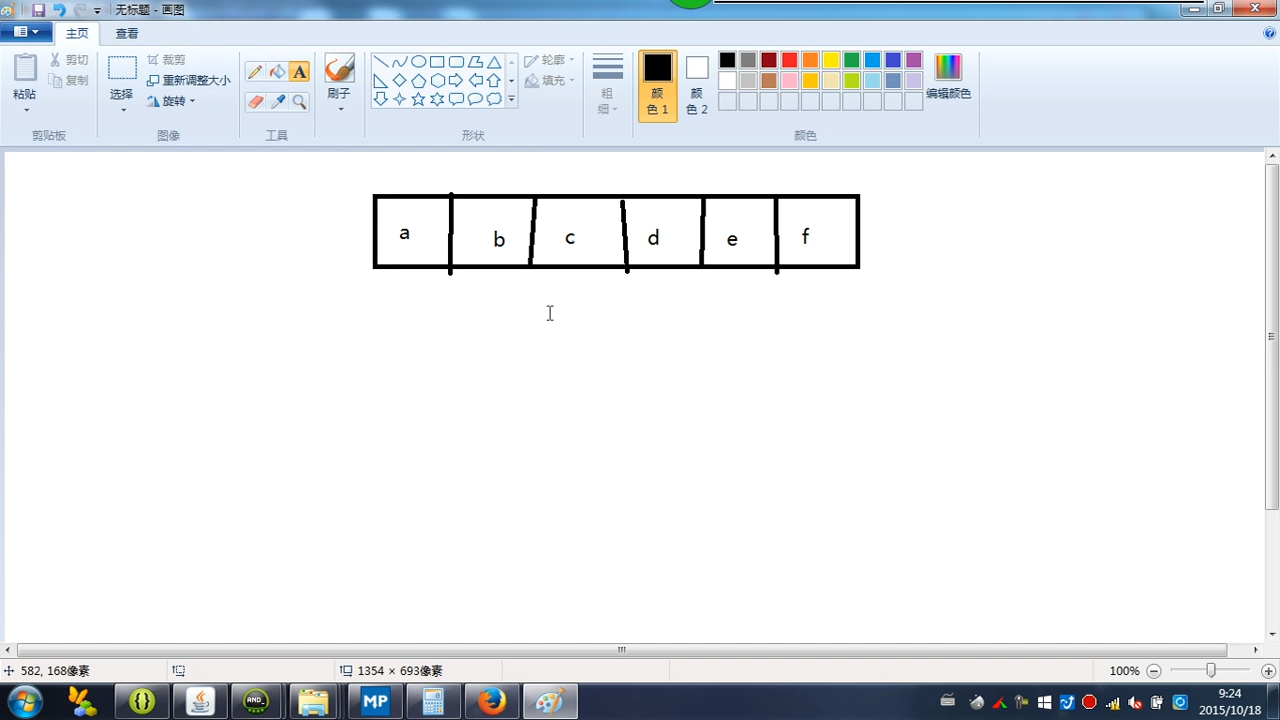 无标题 - 画图
主页 查看
粘贴
剪切
复制
剪贴板
选择
裁剪
重新调整大小
旋转
图像
A
工具
刷子
形状
轮廓
填充
粗细
颜色 1
颜色 2
编辑颜色
颜色
a b c d e f
582, 168像素
1354 × 693像素
100%
MP
9:24
2015/10/18